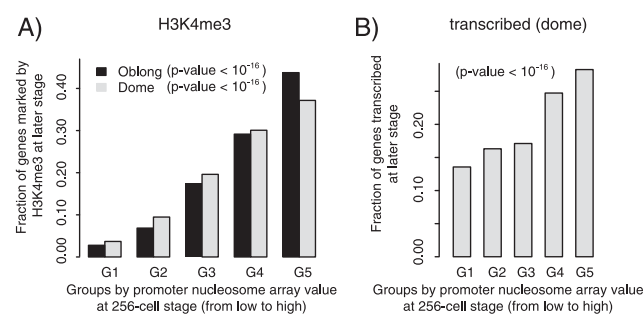 A) H3K4me3
Fraction of genes marked by
H3K4me3 at later stage
0.00 0.10 0.20 0.30 0.40
Oblong (p-value < 10⁻¹⁶)
Dome (p-value < 10⁻¹⁶)
G1 G2 G3 G4 G5
Groups by promoter nucleosome array value
at 256-cell stage (from low to high)
B) transcribed (dome)
Fraction of genes transcribed
at later stage
0.00 0.10 0.20
(p-value < 10⁻¹⁶)
G1 G2 G3 G4 G5
Groups by promoter nucleosome array value
at 256-cell stage (from low to high)